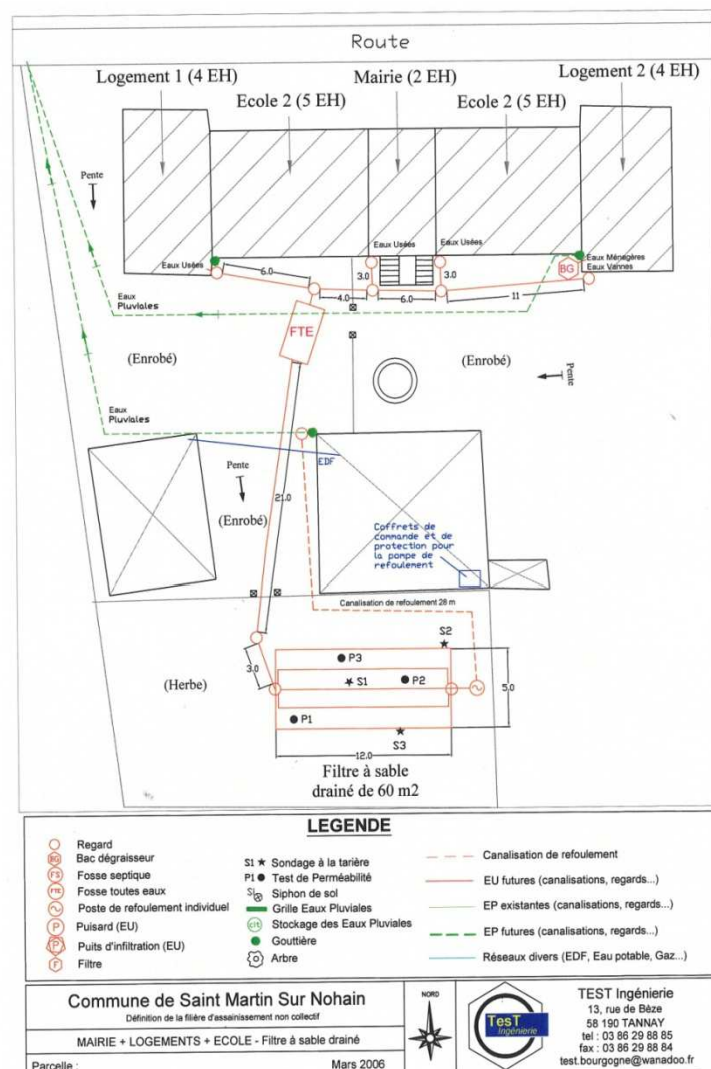 Route
Logement 1 (4 EH)
Mairie (2 EH)
Logement 2 (4 EH)
Ecole 2 (5 EH)
Ecole 2 (5 EH)
Pente
Eaux Usées
Eaux Usées
Eaux Usées
Eaux Ménagères
Eaux Vannes
BG
6.0
3.0
3.0
4.0
6.0
11
Eaux
Pluviales
FTE
(Enrobé)
(Enrobé)
Pente
Eaux
Pluviales
EDF
Pente
21.0
(Enrobé)
Coffrets de
commande et de
protection pour
la pompe de
refoulement
Canalisation de refoulement 28 m
S2
3.0
P3
(Herbe)
S1
P2
5.0
P1
S3
12.0
Filtre à sable
drainé de 60 m2
LEGENDE
Regard
BG Bac dégraisseur
FS Fosse septique
FTE Fosse toutes eaux
Poste de refoulement individuel
P Puisard (EU)
P Puits d'infiltration (EU)
F Filtre
S1 Sondage à la tarière
P1 Test de Perméabilité
Siphon de sol
Grille Eaux Pluviales
cit Stockage des Eaux Pluviales
Gouttière
Arbre
Canalisation de refoulement
EU futures (canalisations, regards...)
EP existantes (canalisations, regards...)
EP futures (canalisations, regards...)
Réseaux divers (EDF, Eau potable, Gaz...)
Commune de Saint Martin Sur Nohain
Définition de la filière d'assainissement non collectif
MAIRIE + LOGEMENTS + ECOLE - Filtre à sable drainé
Parcelle :
Mars 2006
NORD
TesT
Ingénierie
TEST Ingénierie
13, rue de Bèze
58 190 TANNAY
tel : 03 86 29 88 85
fax : 03 86 29 88 84
test.bourgogne@wanadoo.fr